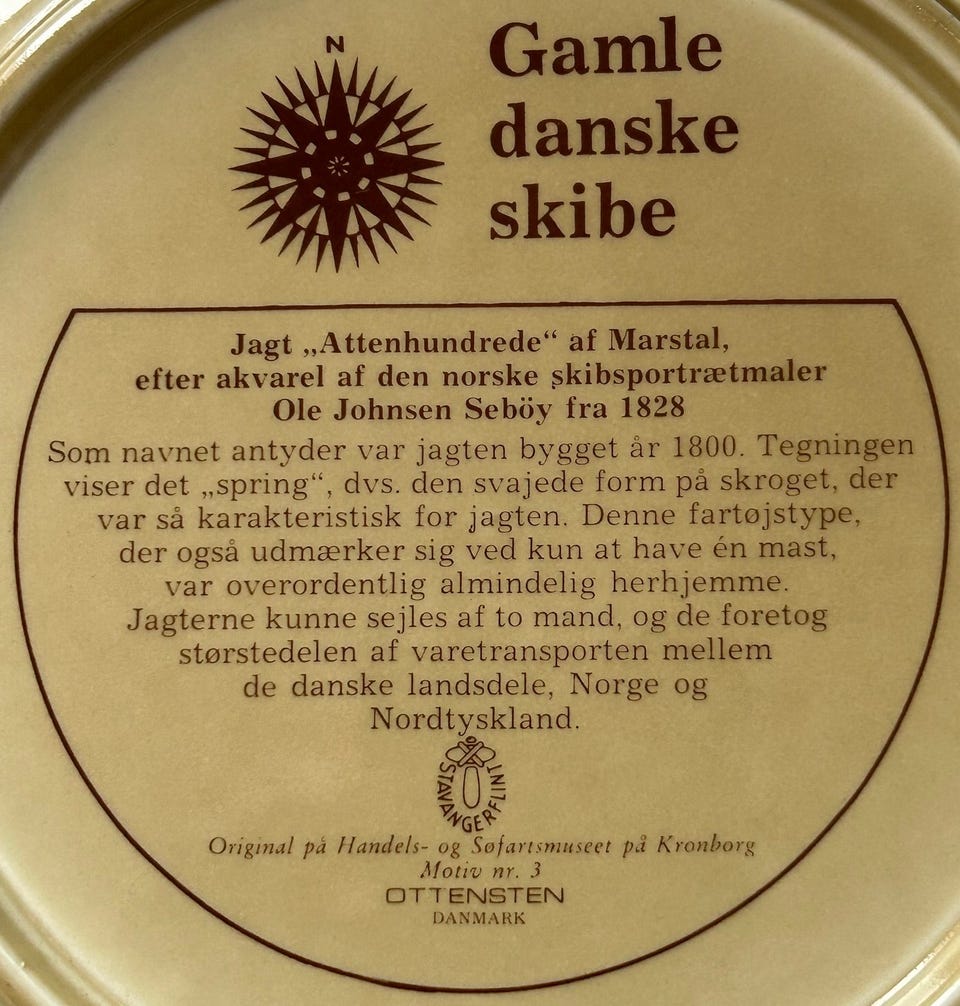 N
Gamle
danske
skibe
Jagt „Attenhundrede“ af Marstal,
efter akvarel af den norske skibsportrætmaler
Ole Johnsen Seböy fra 1828
Som navnet antyder var jagten bygget år 1800. Tegningen
viser det „spring“, dvs. den svajede form på skroget, der
var så karakteristisk for jagten. Denne fartøjstype,
der også udmærker sig ved kun at have én mast,
var overordentlig almindelig herhjemme.
Jagterne kunne sejles af to mand, og de foretog
størstedelen af varetransporten mellem
de danske landsdele, Norge og
Nordtyskland.
STAVANGERFLINT
Original på Handels- og Søfartsmuseet på Kronborg
Motiv nr. 3
OTTENSTEN
DANMARK